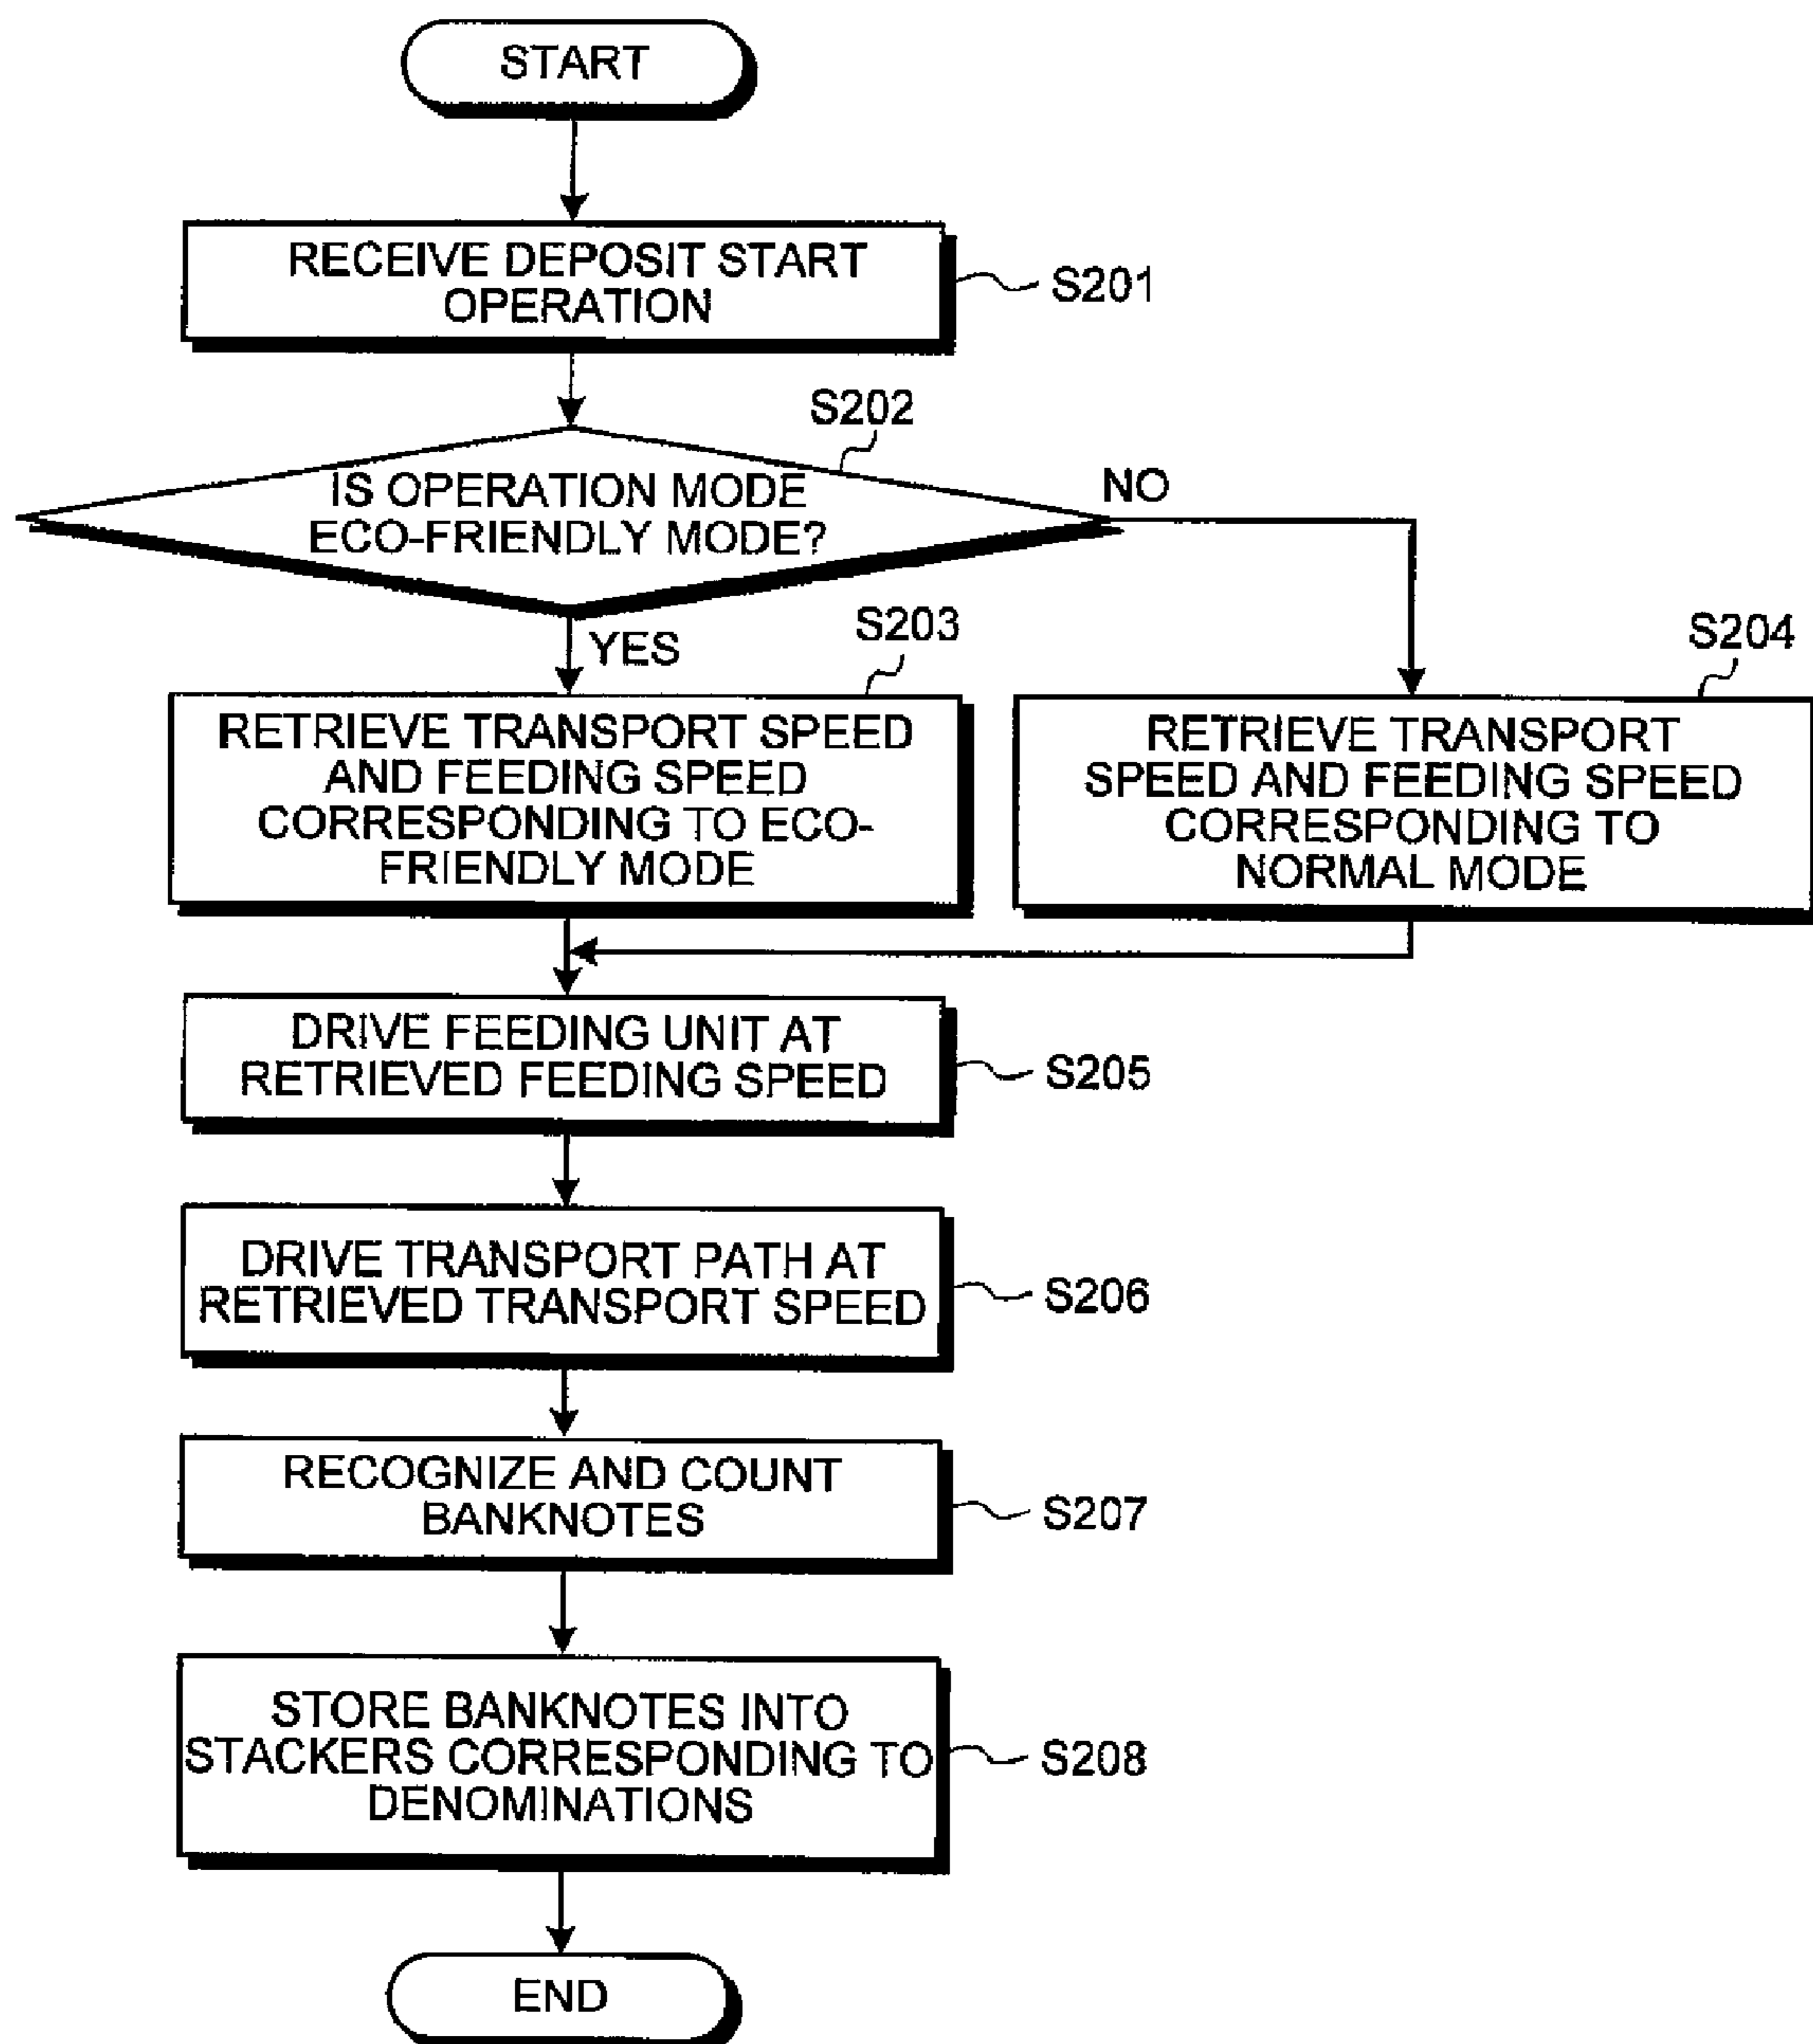 START
RECEIVE DEPOSIT START
OPERATION
S201
S202
IS OPERATION MODE
ECO-FRIENDLY MODE?
NO
YES
S203
RETRIEVE TRANSPORT SPEED
AND FEEDING SPEED
CORRESPONDING TO ECO-
FRIENDLY MODE
S204
RETRIEVE TRANSPORT
SPEED AND FEEDING SPEED
CORRESPONDING TO
NORMAL MODE
DRIVE FEEDING UNIT AT
RETRIEVED FEEDING SPEED
S205
DRIVE TRANSPORT PATH AT
RETRIEVED TRANSPORT SPEED
S206
RECOGNIZE AND COUNT
BANKNOTES
S207
STORE BANKNOTES INTO
STACKERS CORRESPONDING TO
DENOMINATIONS
S208
END